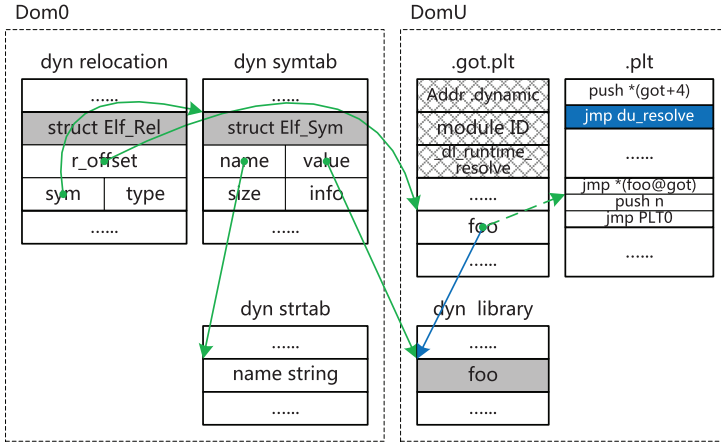 Dom0
DomU
dyn relocation
......
struct Elf_Rel
r_offset
sym
type
......
dyn symtab
......
struct Elf_Sym
name
value
size
info
......
.got.plt
Addr .dynamic
module ID
_dl_runtime_
resolve
......
foo
......
.plt
push *(got+4)
jmp du_resolve
......
jmp *(foo@got)
push n
jmp PLT0
......
dyn strtab
......
name string
......
dyn library
......
foo
......